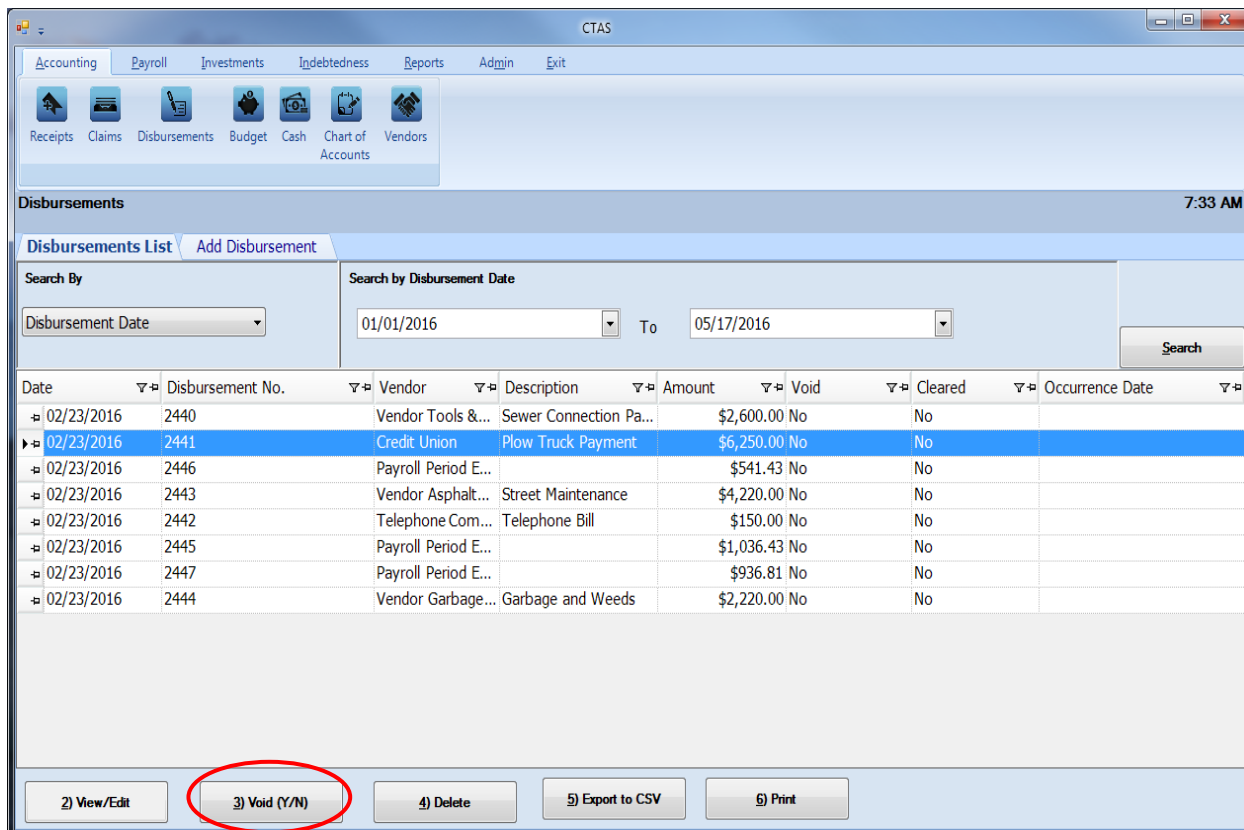 CTAS
Accounting Payroll Investments Indebtedness Reports Admin Exit
Receipts Claims Disbursements Budget Cash Chart of Accounts Vendors
Disbursements 7:33 AM
Disbursements List Add Disbursement
Search By Search by Disbursement Date
Disbursement Date 01/01/2016 To 05/17/2016
Search
Date Disbursement No. Vendor Description Amount Void Cleared Occurrence Date
02/23/2016 2440 Vendor Tools &... Sewer Connection Pa... $2,600.00 No No
02/23/2016 2441 Credit Union Plow Truck Payment $6,250.00 No No
02/23/2016 2446 Payroll Period E... $541.43 No No
02/23/2016 2443 Vendor Asphalt... Street Maintenance $4,220.00 No No
02/23/2016 2442 Telephone Com... Telephone Bill $150.00 No No
02/23/2016 2445 Payroll Period E... $1,036.43 No No
02/23/2016 2447 Payroll Period E... $936.81 No No
02/23/2016 2444 Vendor Garbage... Garbage and Weeds $2,220.00 No No
2) View/Edit 3) Void (Y/N) 4) Delete 5) Export to CSV 6) Print